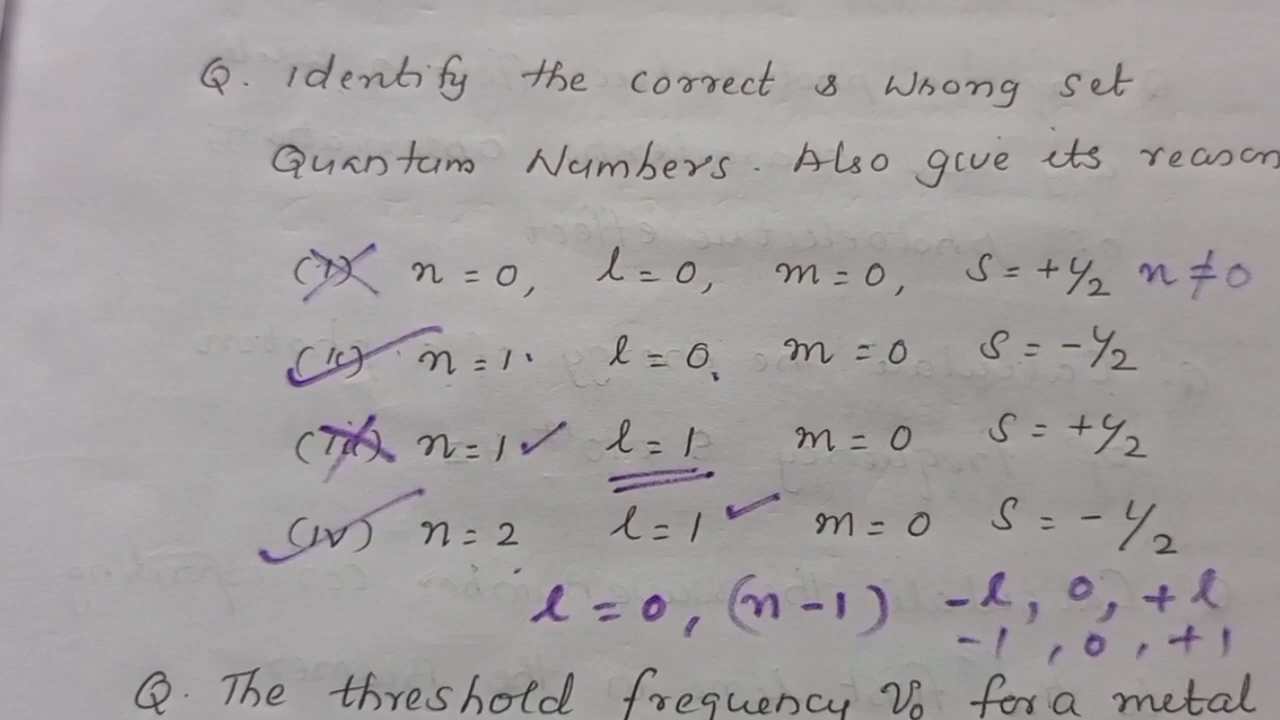 Q. Identify the correct & wrong set
Quantum Numbers. Also give its reason
(i) n = 0, l = 0, m = 0, S = +1/2 n ≠ 0
(ii) n = 1. l = 0, m = 0 S = -1/2
(iii) n = 1 ✓ l = 1 m = 0 S = +1/2
(iv) n = 2 l = 1 ✓ m = 0 S = -1/2
l = 0, (n-1) -l, 0, +l
-1, 0, +1
Q. The threshold frequency ν₀ for a metal